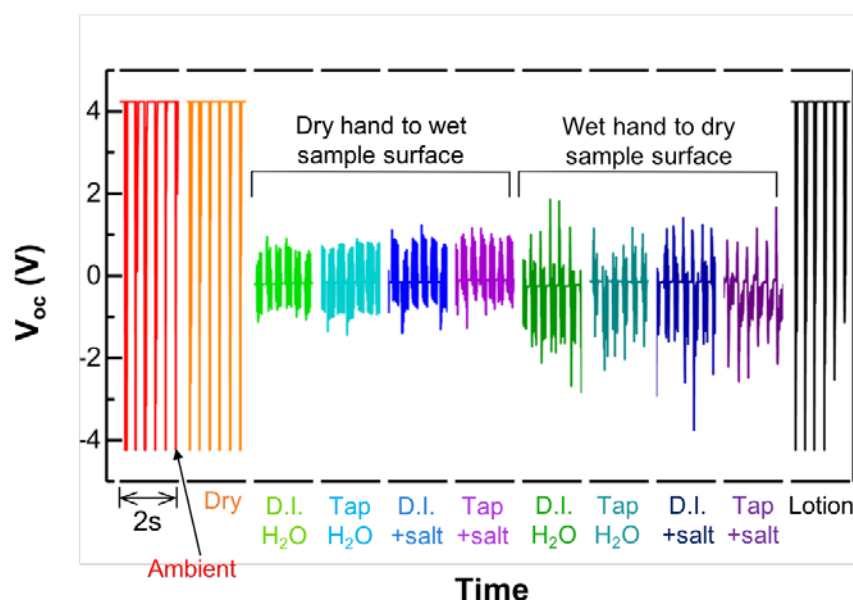 4
2
0
-2
-4
V_oc (V)
Dry hand to wet
sample surface
Wet hand to dry
sample surface
2s
Ambient
Dry
D.I.
H₂O
Tap
H₂O
D.I.
+salt
Tap
+salt
D.I.
H₂O
Tap
H₂O
D.I.
+salt
Tap
+salt
Lotion
Time